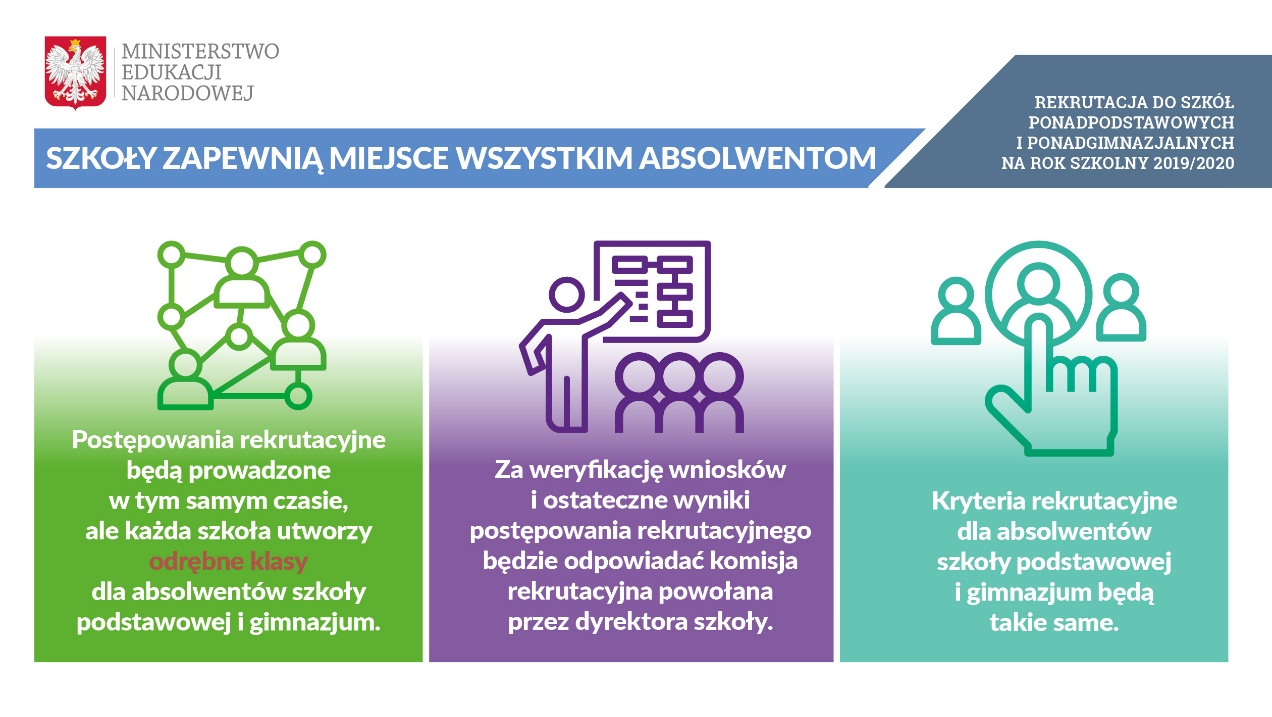 MINISTERSTWO
EDUKACJI
NARODOWEJ
SZKOŁY ZAPEWNIĄ MIEJSCE WSZYSTKIM ABSOLWENTOM
REKRUTACJA DO SZKÓŁ
PONADPODSTAWOWYCH
I PONADGIMNAZJALNYCH
NA ROK SZKOLNY 2019/2020
Postępowania rekrutacyjne
będą prowadzone
w tym samym czasie,
ale każda szkoła utworzy
odrębne klasy
dla absolwentów szkoły
podstawowej i gimnazjum.
Za weryfikację wniosków
i ostateczne wyniki
postępowania rekrutacyjnego
będzie odpowiadać komisja
rekrutacyjna powołana
przez dyrektora szkoły.
Kryteria rekrutacyjne
dla absolwentów
szkoły podstawowej
i gimnazjum będą
takie same.